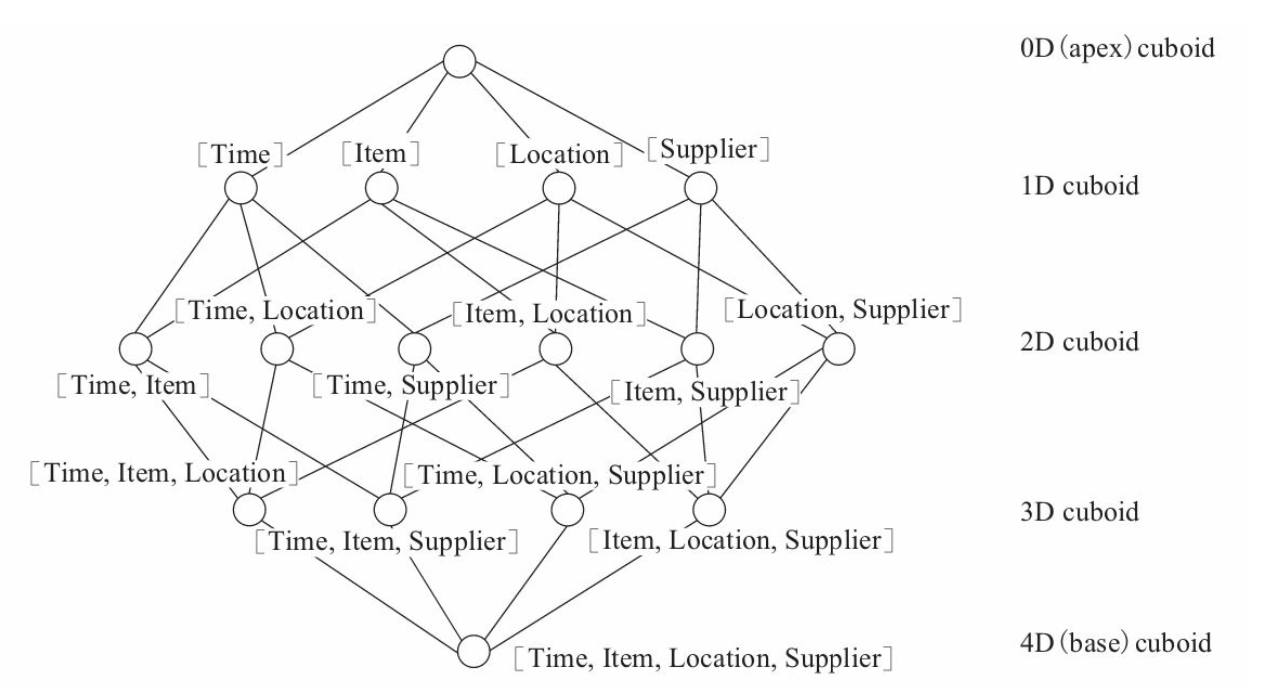 0D (apex) cuboid
[Time]
[Item]
[Location]
[Supplier]
1D cuboid
[Time, Location]
[Item, Location]
[Location, Supplier]
2D cuboid
[Time, Item]
[Time, Supplier]
[Item, Supplier]
[Time, Item, Location]
[Time, Location, Supplier]
3D cuboid
[Time, Item, Supplier]
[Item, Location, Supplier]
4D (base) cuboid
[Time, Item, Location, Supplier]